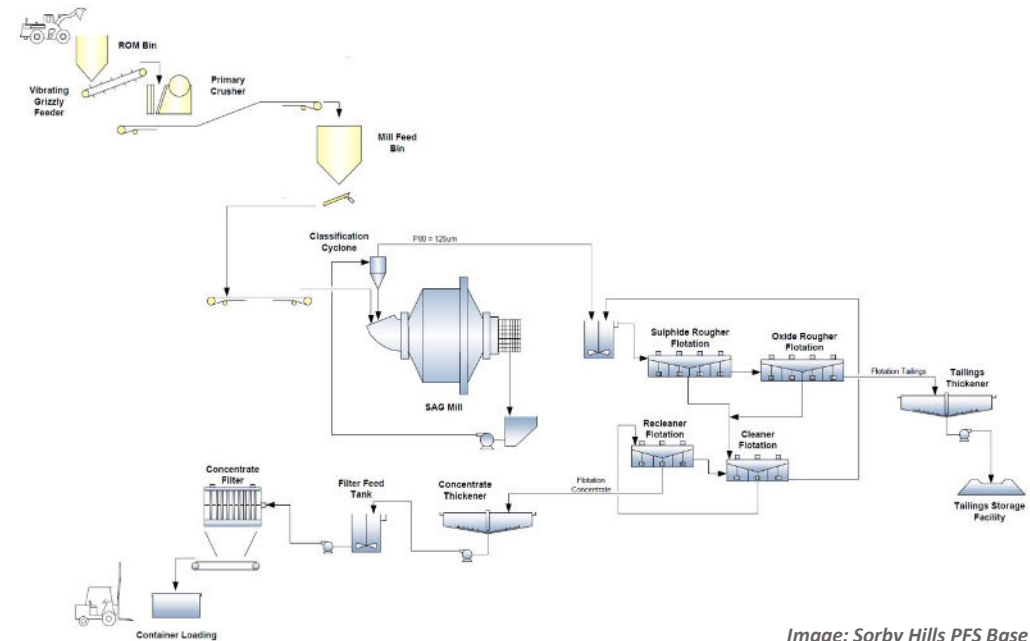 ROM Bin
Vibrating
Grizzly
Feeder
Primary
Crusher
Mill Feed
Bin
Classification
Cyclone
P80 = 125um
SAG Mill
Sulphide Rougher
Flotation
Oxide Rougher
Flotation
Flotation Tailings
Tailings
Thickener
Recleaner
Flotation
Cleaner
Flotation
Tailings Storage
Facility
Flotation
Concentrate
Concentrate
Thickener
Filter Feed
Tank
Concentrate
Filter
Container Loading
Image: Sorby Hills PFS Base